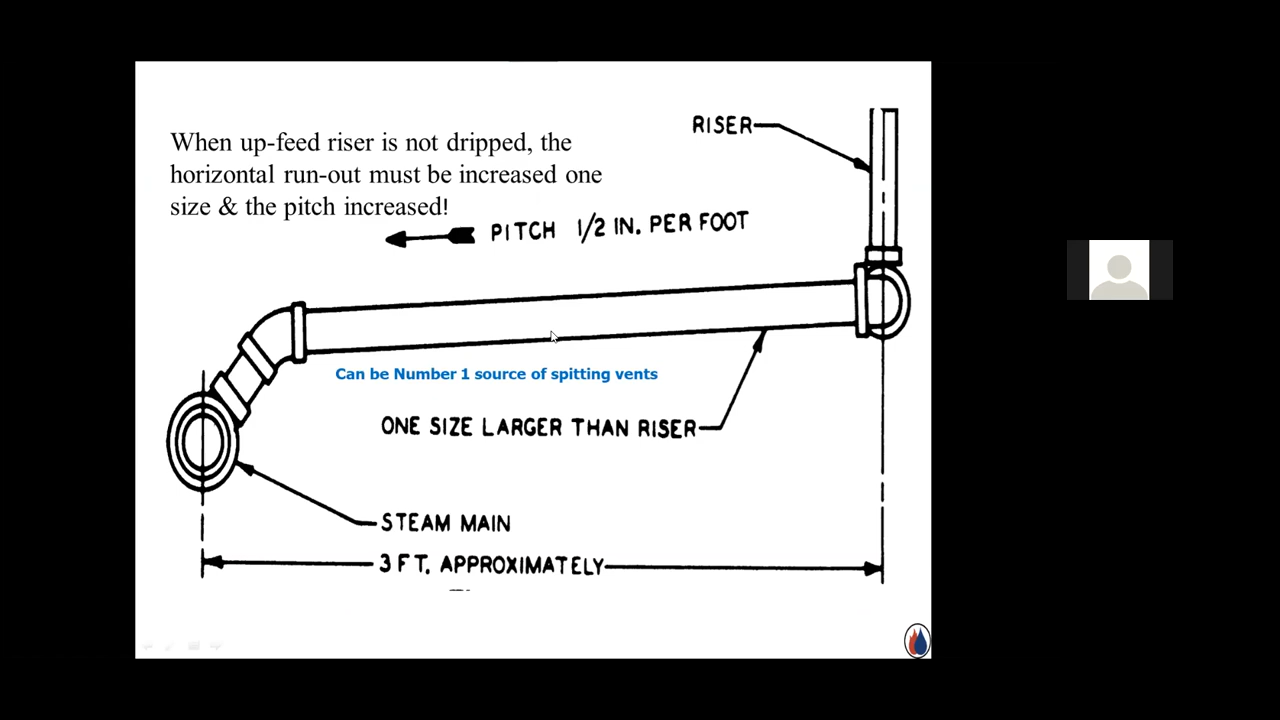 When up-feed riser is not dripped, the
horizontal run-out must be increased one
size & the pitch increased!
RISER
PITCH 1/2 IN. PER FOOT
Can be Number 1 source of spitting vents
ONE SIZE LARGER THAN RISER
STEAM MAIN
3 FT. APPROXIMATELY